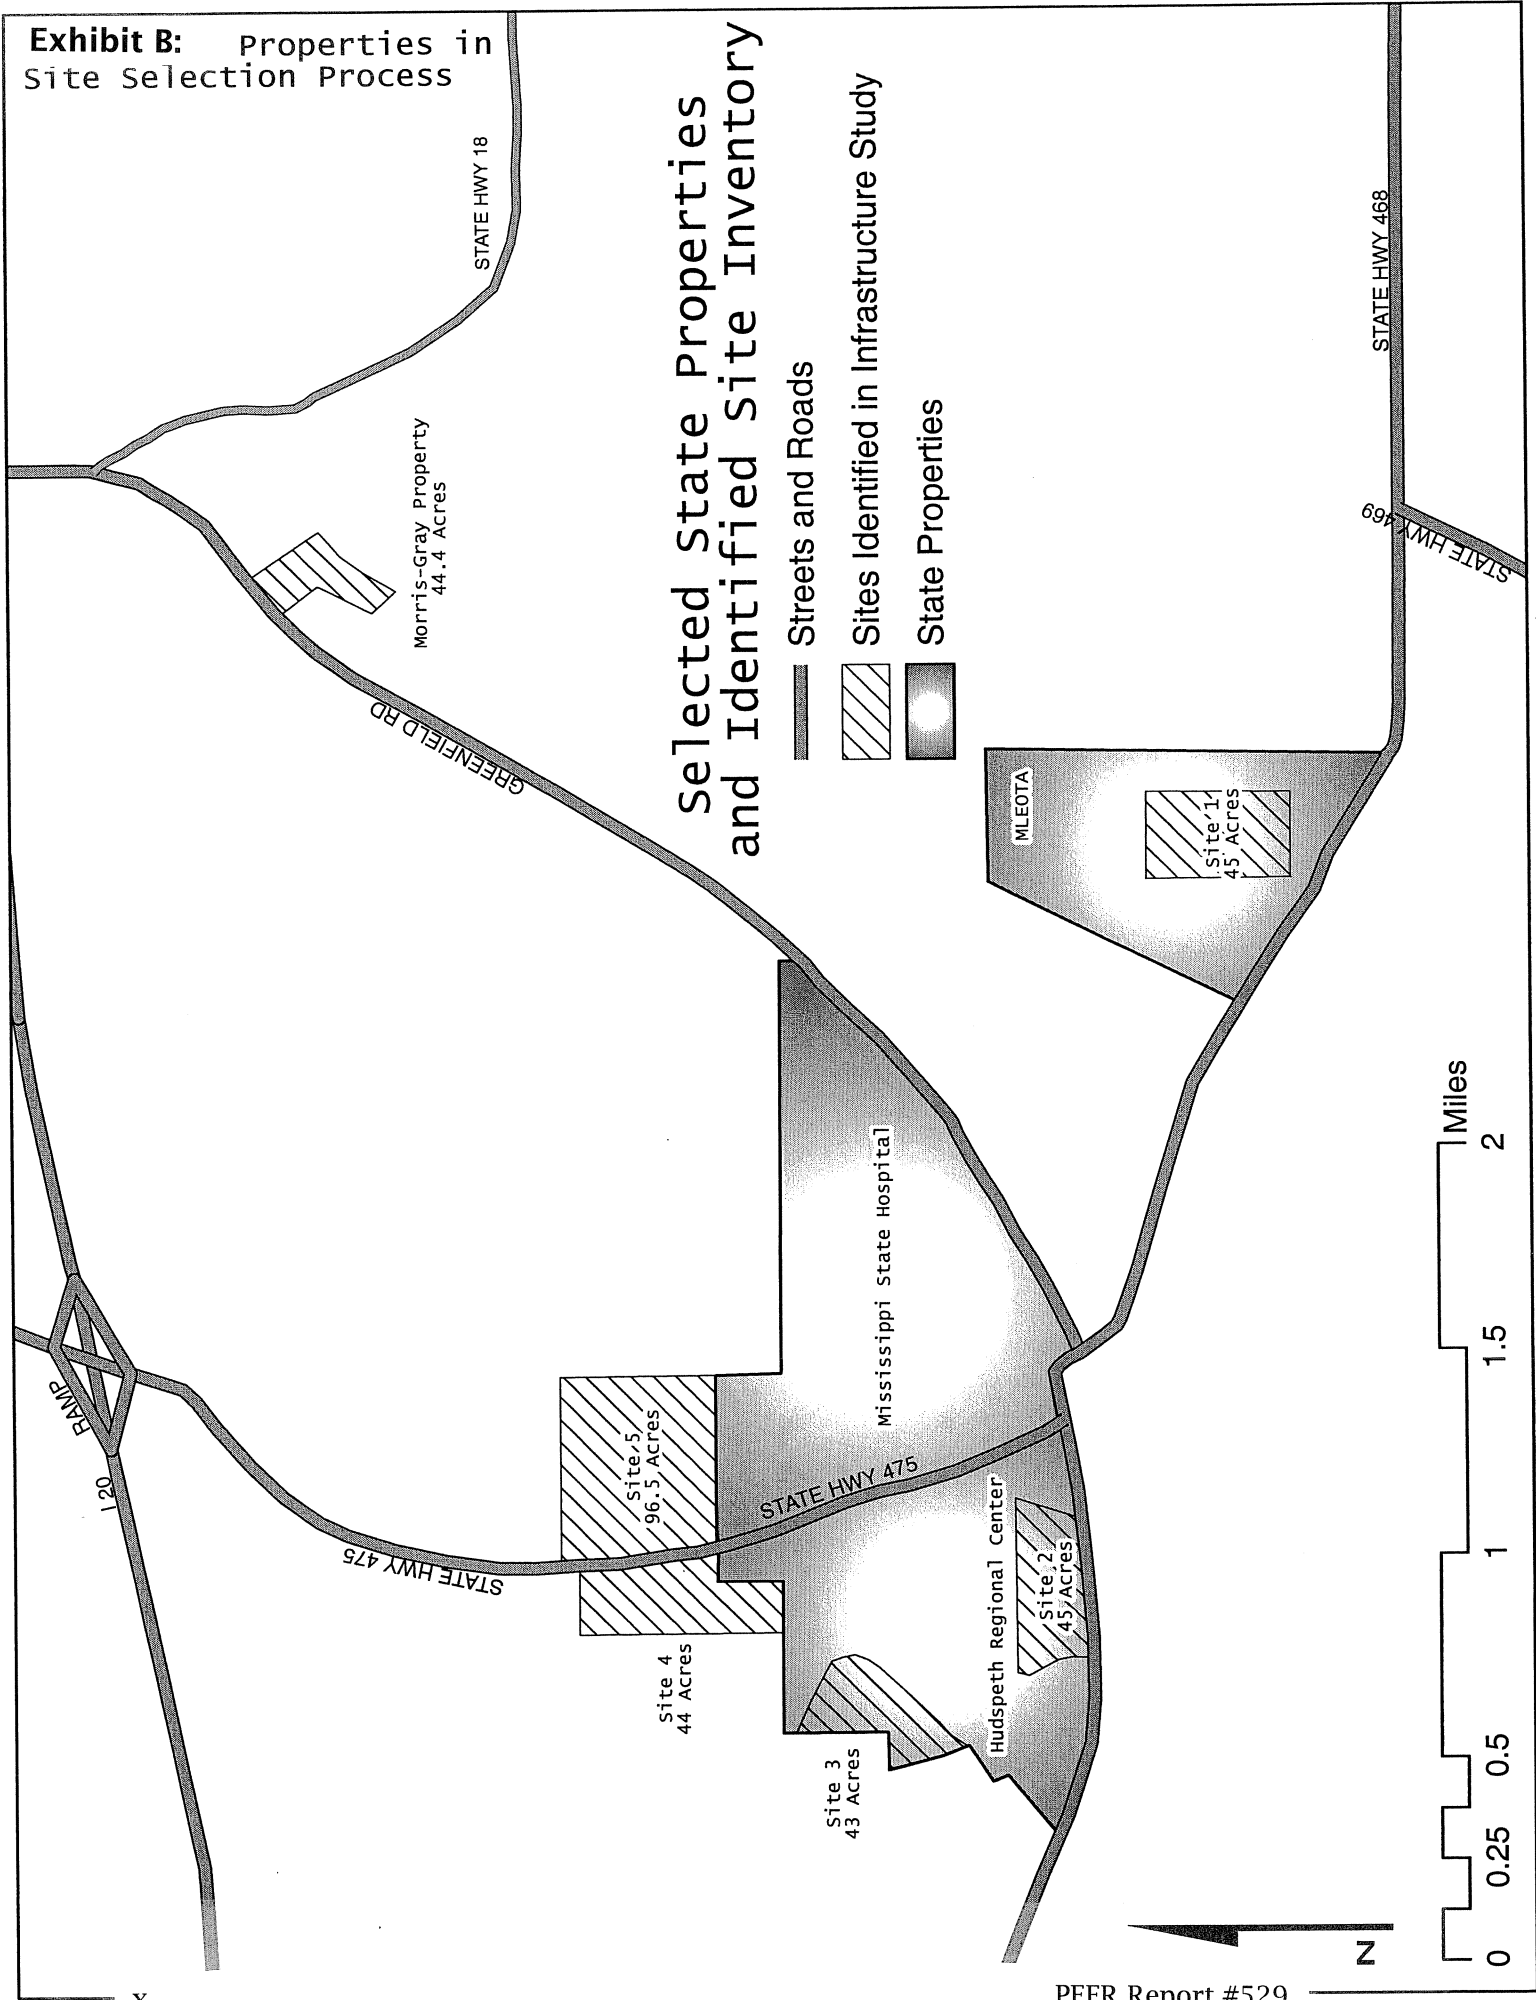 Exhibit B: Properties in
Site Selection Process
Selected State Properties
and Identified Site Inventory
Streets and Roads
Sites Identified in Infrastructure Study
State Properties
STATE HWY 18
Morris-Gray Property
44.4 Acres
GREENFIELD RD
STATE HWY 468
STATE HWY 469
MLEOTA
Site 1
45 Acres
Mississippi State Hospital
RAMP
I 20
STATE HWY 475
Site 5
96.5 Acres
STATE HWY 475
Site 4
44 Acres
Hudspeth Regional Center
Site 2
45 Acres
Site 3
43 Acres
0 0.25 0.5 1 1.5 2
Miles
N
x
PEER Report #529